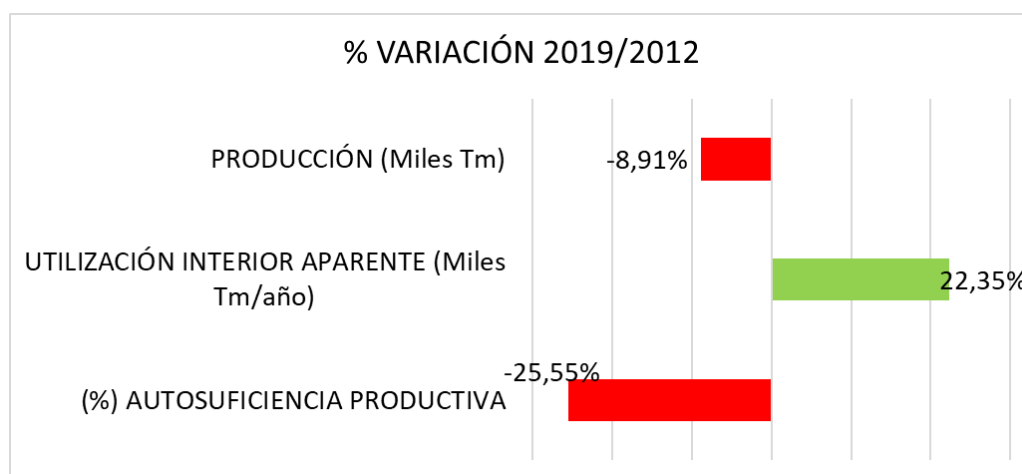 % VARIACIÓN 2019/2012
PRODUCCIÓN (Miles Tm)
-8,91%
UTILIZACIÓN INTERIOR APARENTE (Miles
Tm/año)
22,35%
-25,55%
(%) AUTOSUFICIENCIA PRODUCTIVA